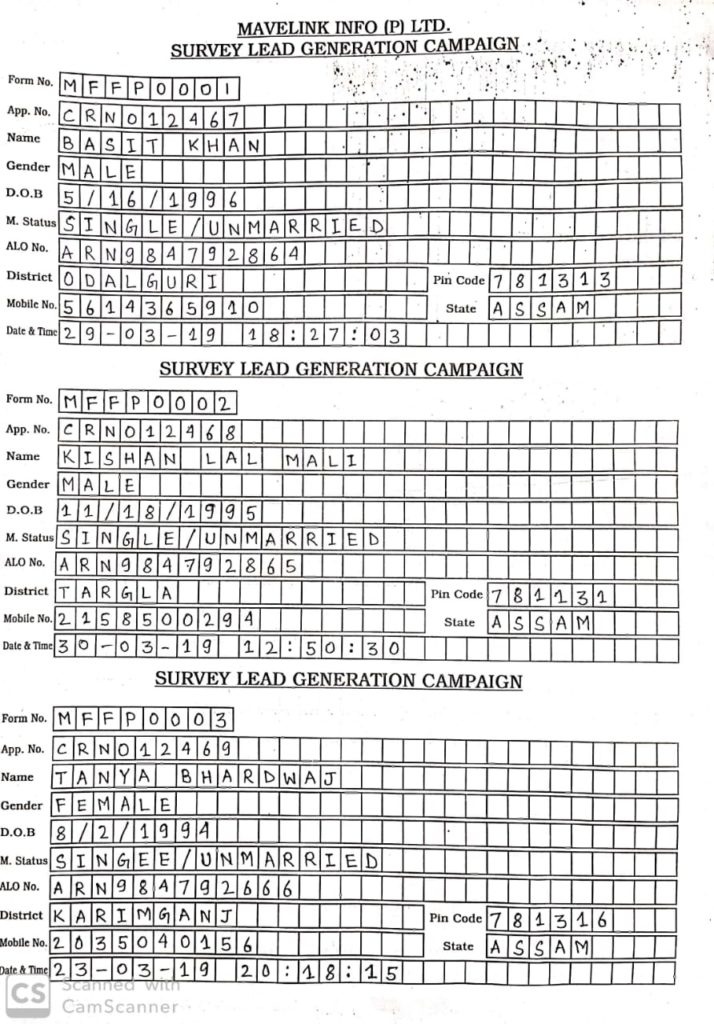 MAVELINK INFO (P) LTD.
SURVEY LEAD GENERATION CAMPAIGN
Form No. MFFP0001
App. No. CRN012467
Name BASIT KHAN
Gender MALE
D.O.B 5/16/1996
M. Status SINGLE/UNMARRIED
ALO No. ARN984792864
District ODALGURI Pin Code 781313
Mobile No. 5614365910 State ASSAM
Date & Time 29-03-19 18:27:03
SURVEY LEAD GENERATION CAMPAIGN
Form No. MFFP0002
App. No. CRN012468
Name KISHAN LAL MALI
Gender MALE
D.O.B 11/18/1995
M. Status SINGLE/UNMARRIED
ALO No. ARN984792865
District TARGLA Pin Code 781131
Mobile No. 2158500294 State ASSAM
Date & Time 30-03-19 12:50:30
SURVEY LEAD GENERATION CAMPAIGN
Form No. MFFP0003
App. No. CRN012469
Name TANYA BHARDWAJ
Gender FEMALE
D.O.B 8/2/1994
M. Status SINGEE/UNMARRIED
ALO No. ARN984792666
District KARIMGANJ Pin Code 781316
Mobile No. 2035040156 State ASSAM
Date & Time 23-03-19 20:18:15
CS Scanned with
CamScanner